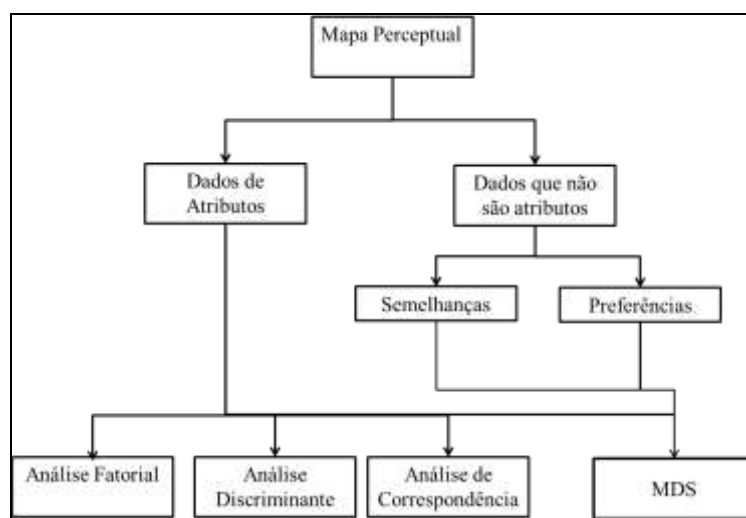 Mapa Perceptual
Dados de
Atributos
Dados que não
são atributos
Semelhanças
Preferências
Análise Fatorial
Análise
Discriminante
Análise de
Correspondência
MDS